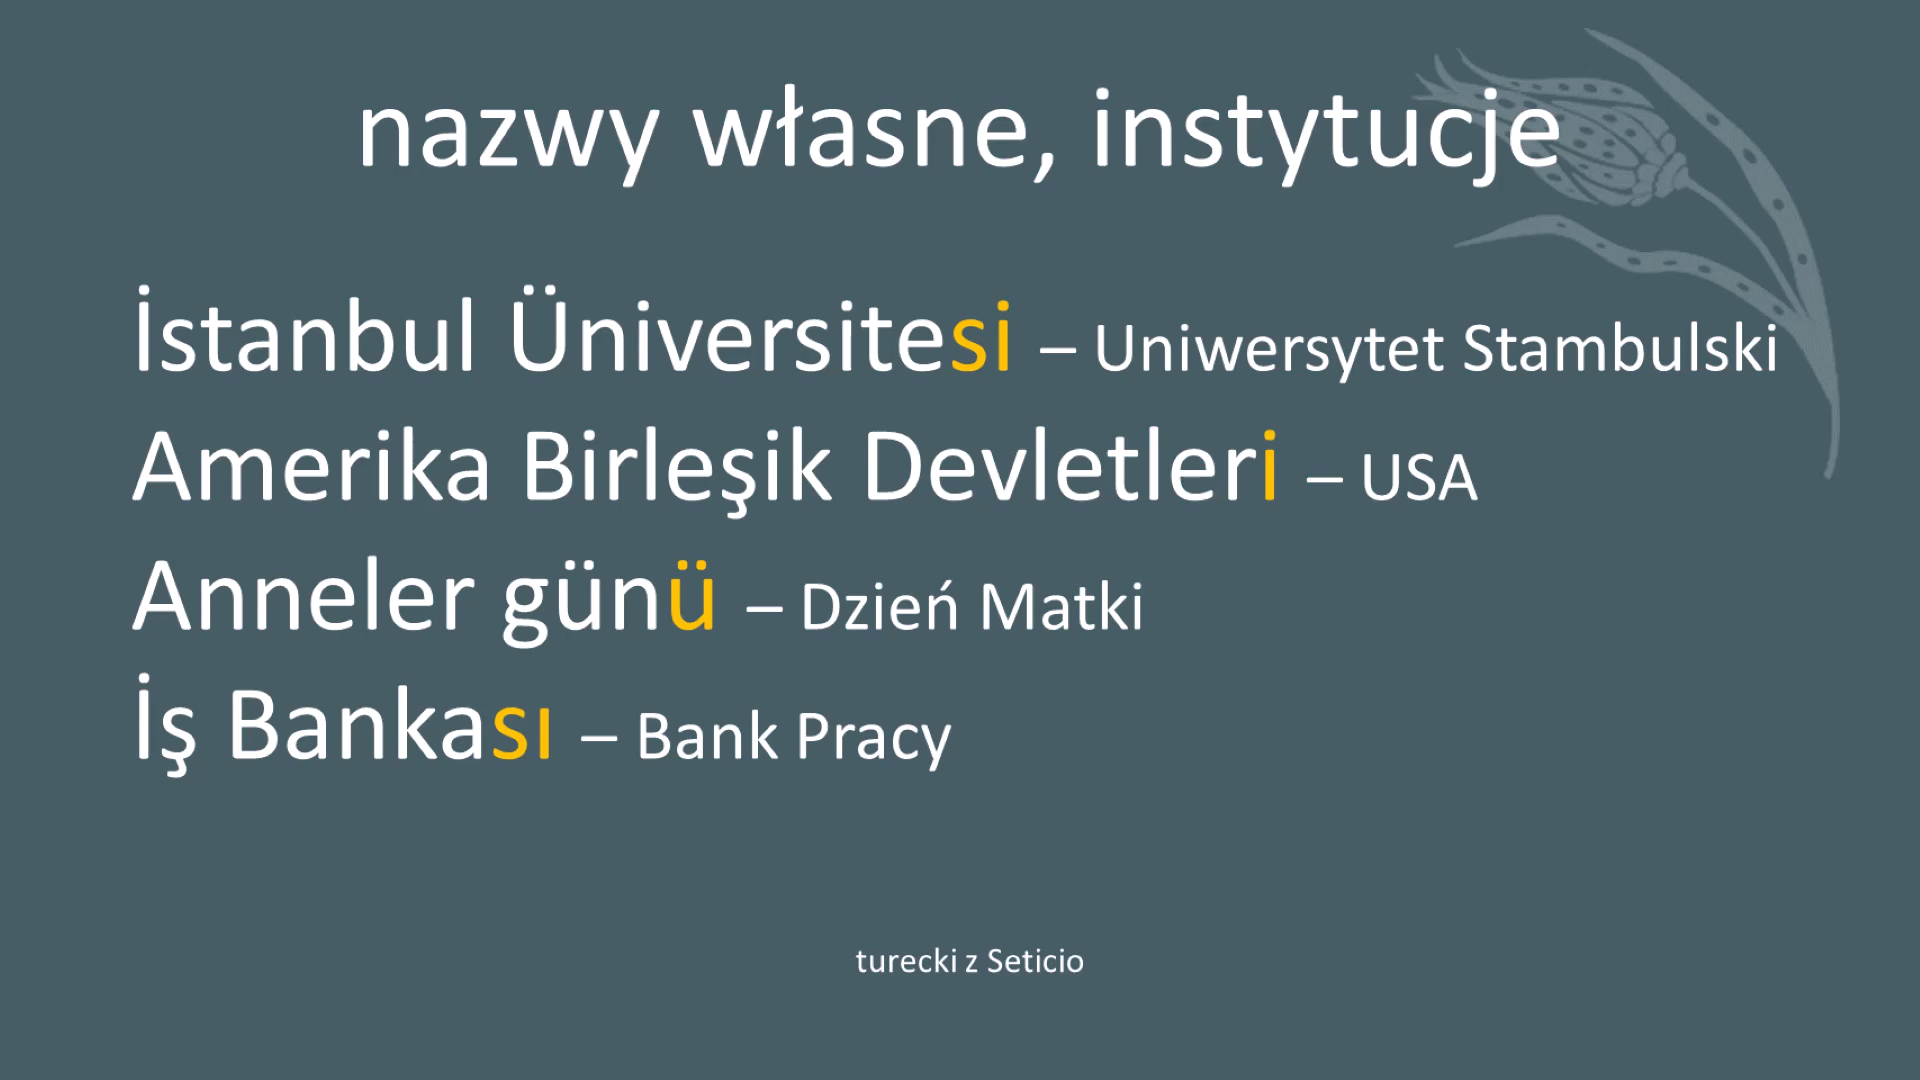 nazwy własne, instytucje
İstanbul Üniversitesi – Uniwersytet Stambulski
Amerika Birleşik Devletleri – USA
Anneler günü – Dzień Matki
İş Bankası – Bank Pracy
turecki z Seticio